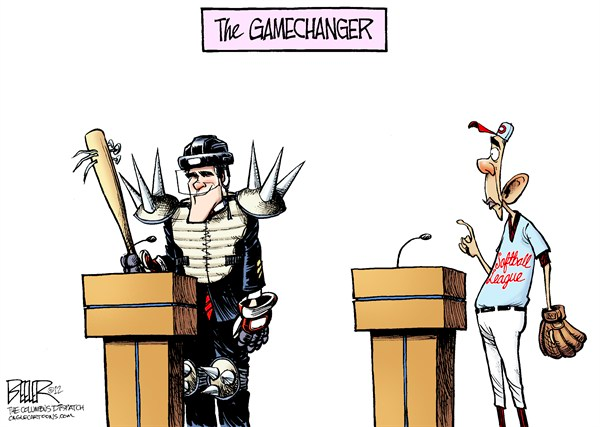 The GAMECHANGER
Softball
League
BEELER
THE COLUMBUS DISPATCH
CAGLECARTOONS.COM